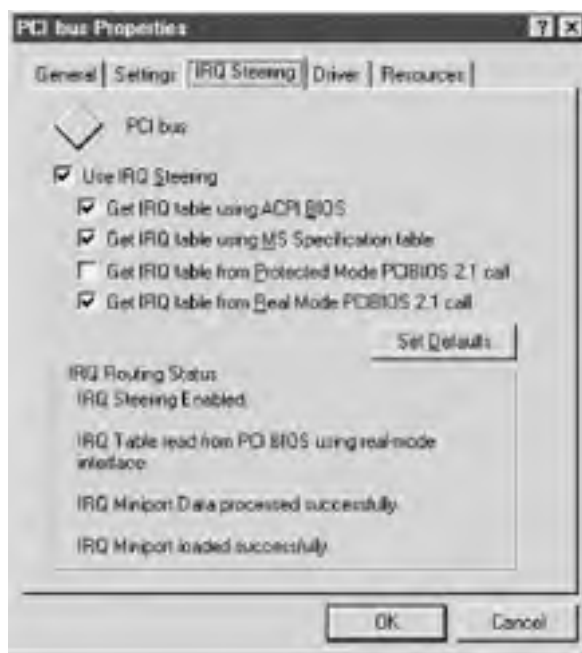 PCI bus Properties
General Settings IRQ Steering Driver Resources
PCI bus
Use IRQ Steering
Get IRQ table using ACPI BIOS
Get IRQ table using MS Specification table
Get IRQ table from Protected Mode PCIBIOS 2.1 call
Get IRQ table from Real Mode PCIBIOS 2.1 call
Set Defaults
IRQ Routing Status
IRQ Steering Enabled.
IRQ Table read from PCI BIOS using real-mode
interface.
IRQ Miniport Data processed successfully.
IRQ Miniport loaded successfully.
OK Cancel